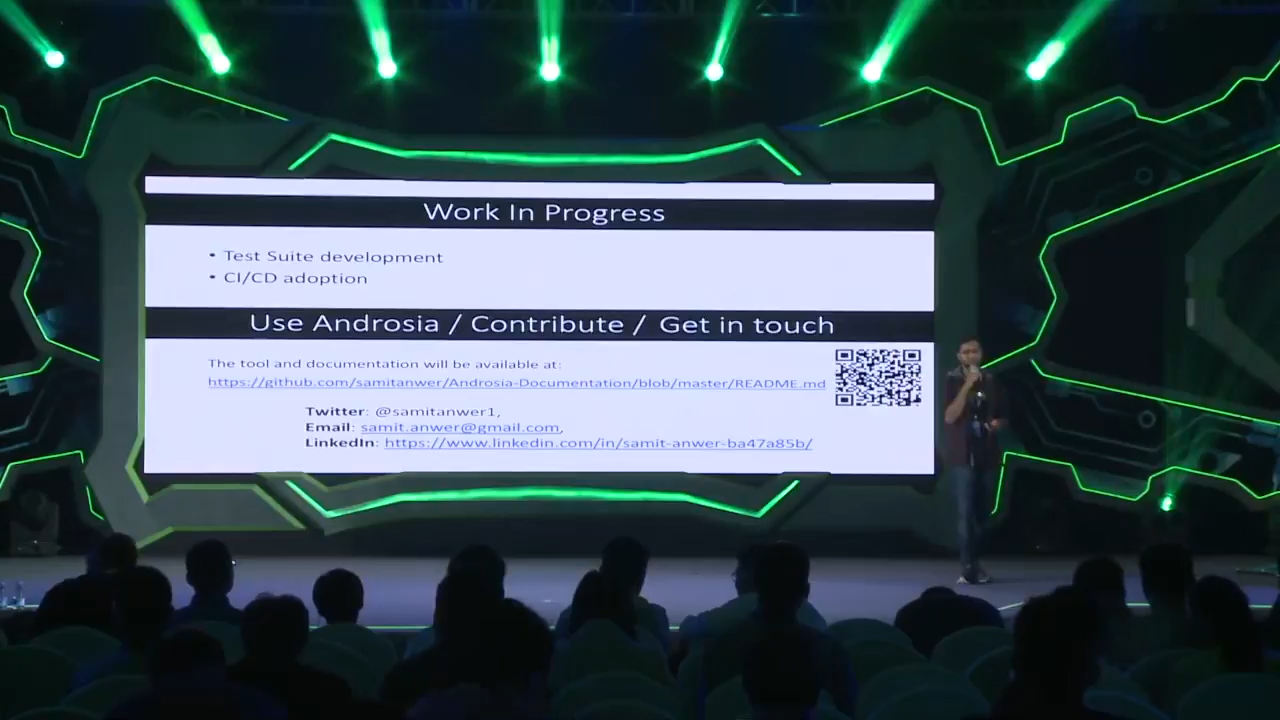 Work In Progress
• Test Suite development
• CI/CD adoption
Use Androsia / Contribute / Get in touch
The tool and documentation will be available at:
https://github.com/samitanwer/Androsia-Documentation/blob/master/README.md
Twitter: @samitanwer1,
Email: samit.anwer@gmail.com,
LinkedIn: https://www.linkedin.com/in/samit-anwer-ba47a85b/